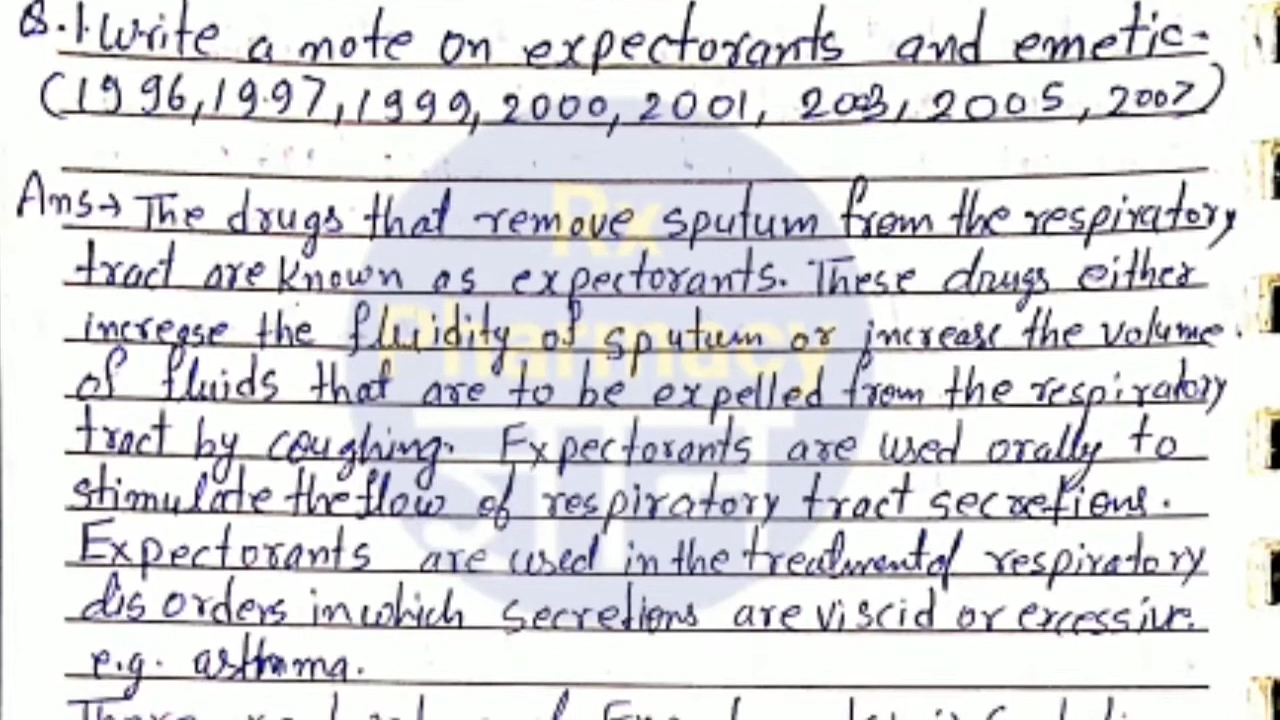 Q.1 Write a note on expectorants and emetic.
(1996, 1997, 1999, 2000, 2001, 2003, 2005, 2007)
Ans→ The drugs that remove sputum from the respiratory
tract are known as expectorants. These drugs either
increase the fluidity of sputum or increase the volume
of fluids that are to be expelled from the respiratory
tract by coughing. Expectorants are used orally to
stimulate the flow of respiratory tract secretions.
Expectorants are used in the treatment of respiratory
disorders in which secretions are viscid or excessive.
e.g. asthma.
Rx
Pharmacy
ज्ञान